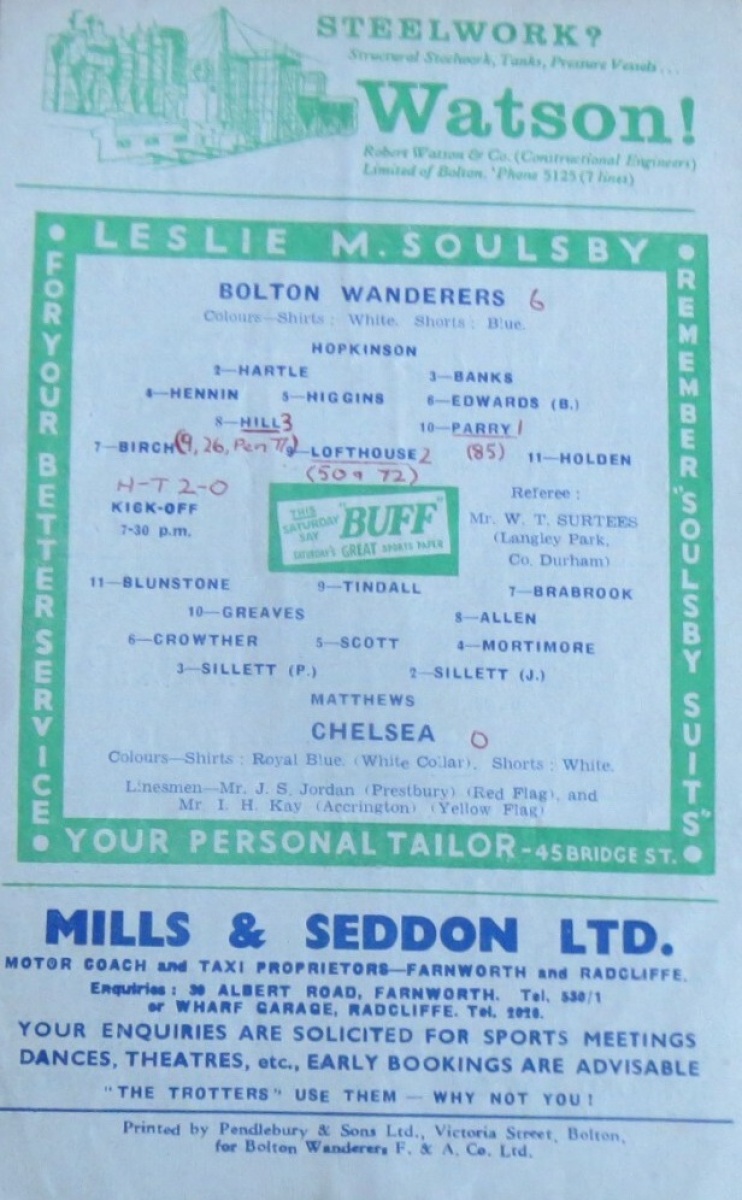 STEELWORK?
Structural Steelwork, Tanks, Pressure Vessels...
Watson!
Robert Watson & Co. (Constructional Engineers)
Limited of Bolton. 'Phone 5125 (7 lines)
LESLIE M. SOULSBY
FOR YOUR BETTER SERVICE
REMEMBER "SOULSBY SUITS"
BOLTON WANDERERS 6
Colours—Shirts : White. Shorts : Blue.
HOPKINSON
2—HARTLE 3—BANKS
4—HENNIN 5—HIGGINS 6—EDWARDS (B.)
8—HILL 3 10—PARRY 1
7—BIRCH (9, 26, Pen 77) 9—LOFTHOUSE 2 (85) 11—HOLDEN
(50 & 72)
H-T 2-0
KICK-OFF
7-30 p.m.
THIS
SATURDAY
SAY
"BUFF"
SATURDAY'S GREAT SPORTS PAPER
Referee :
Mr. W. T. SURTEES
(Langley Park,
Co. Durham)
11—BLUNSTONE 9—TINDALL 7—BRABROOK
10—GREAVES 8—ALLEN
6—CROWTHER 5—SCOTT 4—MORTIMORE
3—SILLETT (P.) 2—SILLETT (J.)
MATTHEWS
CHELSEA 0
Colours—Shirts : Royal Blue. (White Collar). Shorts : White.
Linesmen—Mr. J. S. Jordan (Prestbury) (Red Flag), and
Mr. I. H. Kay (Accrington) (Yellow Flag)
YOUR PERSONAL TAILOR - 45 BRIDGE ST.
MILLS & SEDDON LTD.
MOTOR COACH and TAXI PROPRIETORS—FARNWORTH and RADCLIFFE.
Enquiries : 30 ALBERT ROAD, FARNWORTH. Tel. 530/1
or WHARF GARAGE, RADCLIFFE. Tel. 2020.
YOUR ENQUIRIES ARE SOLICITED FOR SPORTS MEETINGS
DANCES, THEATRES, etc., EARLY BOOKINGS ARE ADVISABLE
"THE TROTTERS" USE THEM — WHY NOT YOU !
Printed by Pendlebury & Sons Ltd., Victoria Street, Bolton,
for Bolton Wanderers F. & A. Co. Ltd.